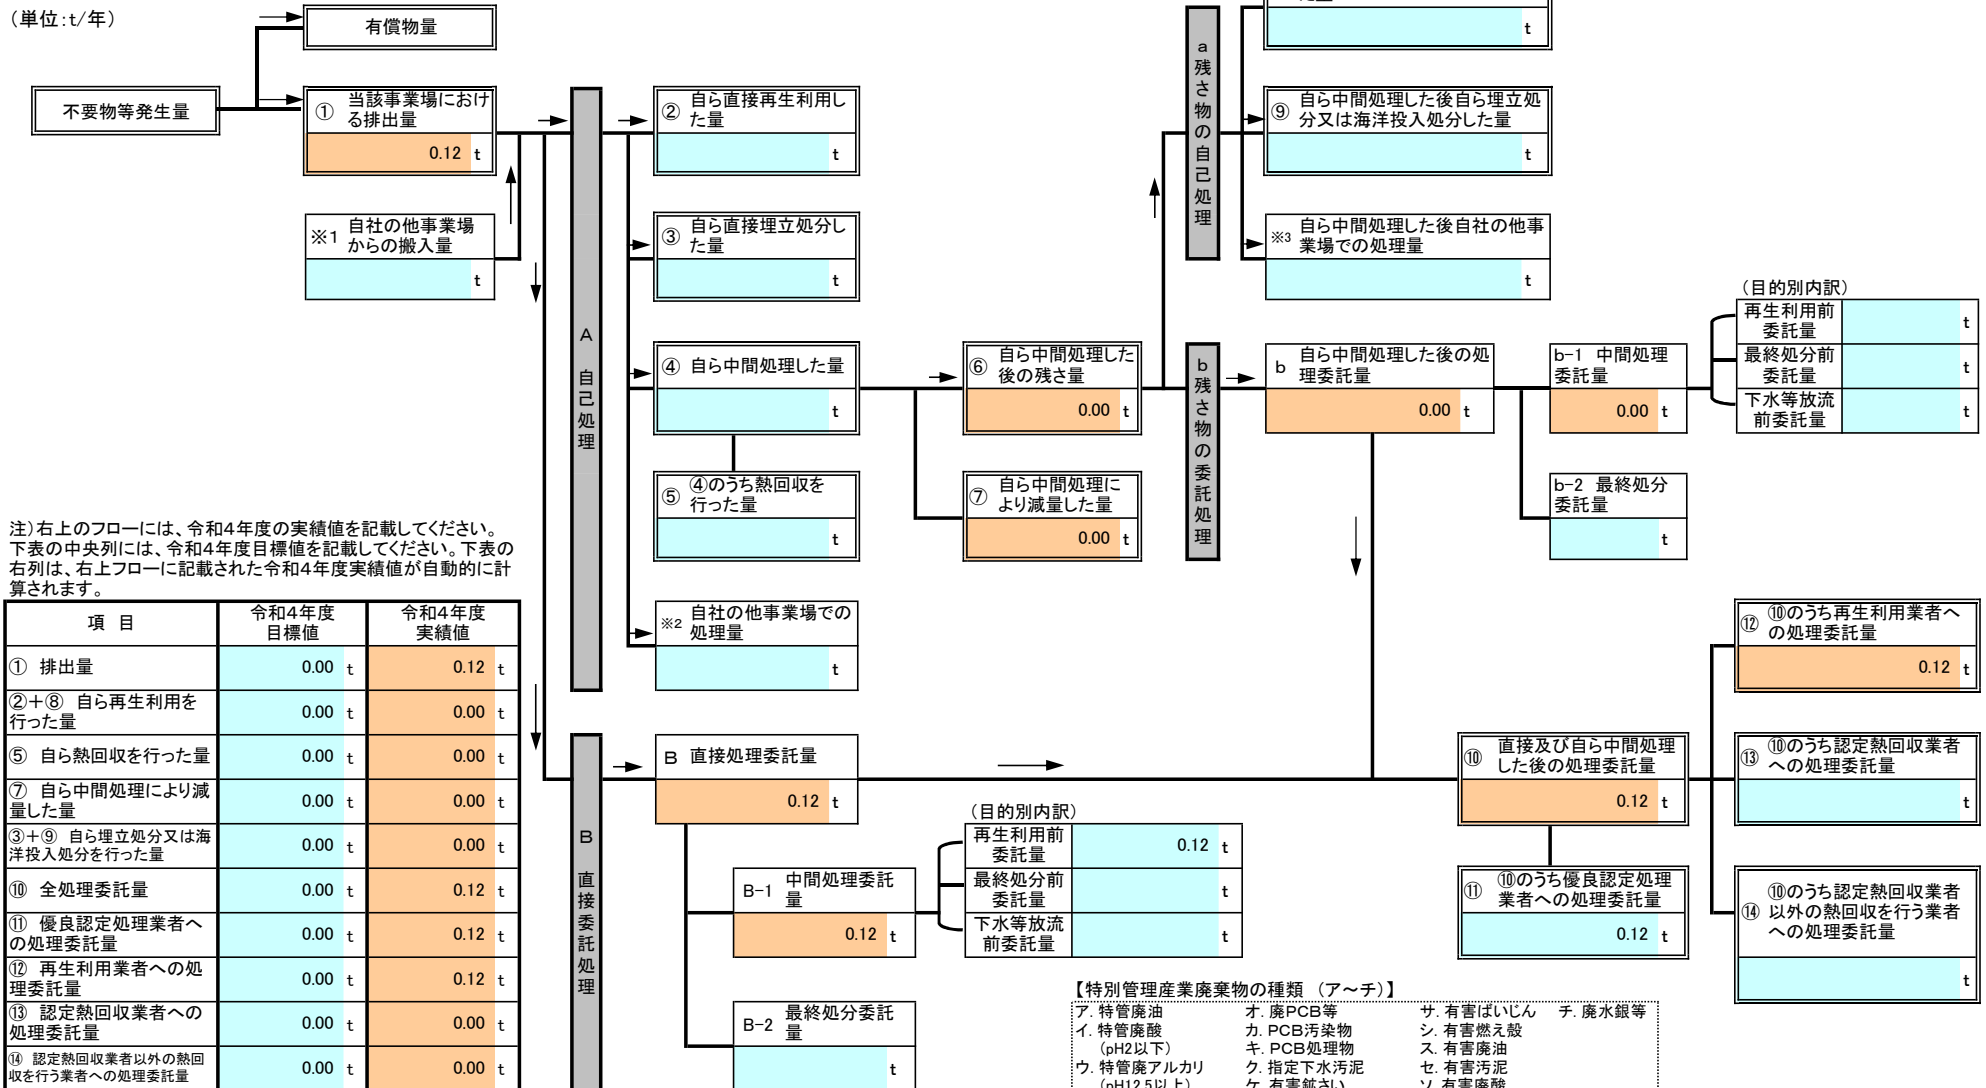 （単位：t/年）
有償物量
不要物等発生量
① 当該事業場におけ
る排出量
0.12 t
※1 自社の他事業場
からの搬入量
t
A 自己処理
② 自ら直接再生利用し
た量
t
③ 自ら直接埋立処分し
た量
t
④ 自ら中間処理した量
t
⑤ ④のうち熱回収を
行った量
t
※2 自社の他事業場での
処理量
t
⑥ 自ら中間処理した
後の残さ量
0.00 t
⑦ 自ら中間処理に
より減量した量
0.00 t
a 残さ物の自己処理
t
⑨ 自ら中間処理した後自ら埋立処
分又は海洋投入処分した量
t
※3 自ら中間処理した後自社の他事
業場での処理量
t
b 残さ物の委託処理
b 自ら中間処理した後の処
理委託量
0.00 t
b-1 中間処理
委託量
0.00 t
（目的別内訳）
再生利用前
委託量
t
最終処分前
委託量
t
下水等放流
前委託量
t
b-2 最終処分
委託量
t
注）右上のフローには、令和４年度の実績値を記載してください。
下表の中央列には、令和４年度目標値を記載してください。下表の
右列は、右上フローに記載された令和４年度実績値が自動的に計
算されます。
項 目 令和４年度 令和４年度
目標値 実績値
① 排出量 0.00 t 0.12 t
②＋⑧ 自ら再生利用を
行った量 0.00 t 0.00 t
⑤ 自ら熱回収を行った量 0.00 t 0.00 t
⑦ 自ら中間処理により減
量した量 0.00 t 0.00 t
③＋⑨ 自ら埋立処分又は海
洋投入処分を行った量 0.00 t 0.00 t
⑩ 全処理委託量 0.00 t 0.12 t
⑪ 優良認定処理業者へ
の処理委託量 0.00 t 0.12 t
⑫ 再生利用業者への処
理委託量 0.00 t 0.12 t
⑬ 認定熱回収業者への
処理委託量 0.00 t 0.00 t
⑭ 認定熱回収業者以外の熱回
収を行う業者への処理委託量 0.00 t 0.00 t
B 直接委託処理
B 直接処理委託量
0.12 t
B-1 中間処理委託
量
0.12 t
（目的別内訳）
再生利用前
委託量
0.12 t
最終処分前
委託量
t
下水等放流
前委託量
t
B-2 最終処分委託
量
t
⑩ 直接及び自ら中間処理
した後の処理委託量
0.12 t
⑪ ⑩のうち優良認定処理
業者への処理委託量
0.12 t
⑫ ⑩のうち再生利用業者へ
の処理委託量
0.12 t
⑬ ⑩のうち認定熱回収業者
への処理委託量
t
⑭ ⑩のうち認定熱回収業者
以外の熱回収を行う業者
への処理委託量
t
【特別管理産業廃棄物の種類 （ア～チ）】
ア. 特管廃油 オ. 廃PCB等 サ. 有害ばいじん チ. 廃水銀等
イ. 特管廃酸 カ. PCB汚染物 シ. 有害燃え殻
（pH2以下） キ. PCB処理物 ス. 有害廃油
ウ. 特管廃アルカリ ク. 指定下水汚泥 セ. 有害汚泥
（pH12.5以上） ケ. 有害鉱さい ソ. 有害廃酸